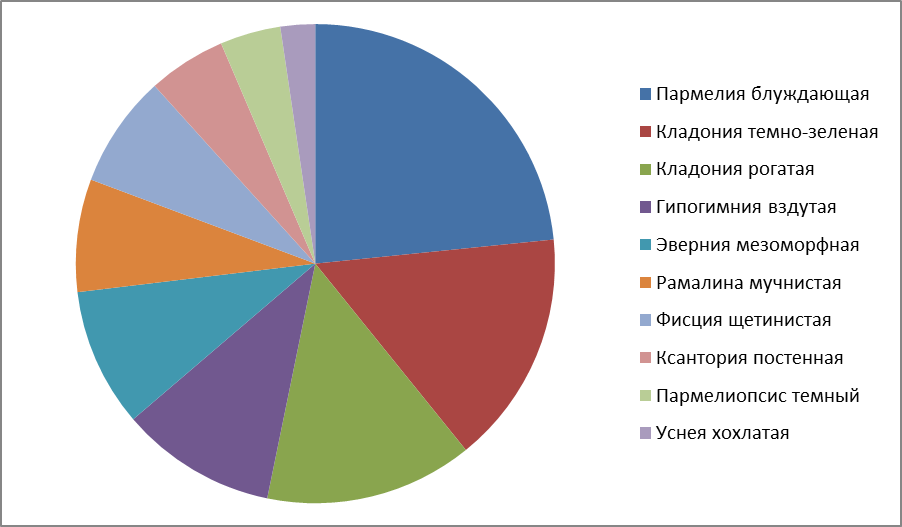 Пармелия блуждающая
Кладония темно-зеленая
Кладония рогатая
Гипогимния вздутая
Эверния мезоморфная
Рамалина мучнистая
Фисция щетинистая
Ксантория постенная
Пармелиопсис темный
Уснея хохлатая